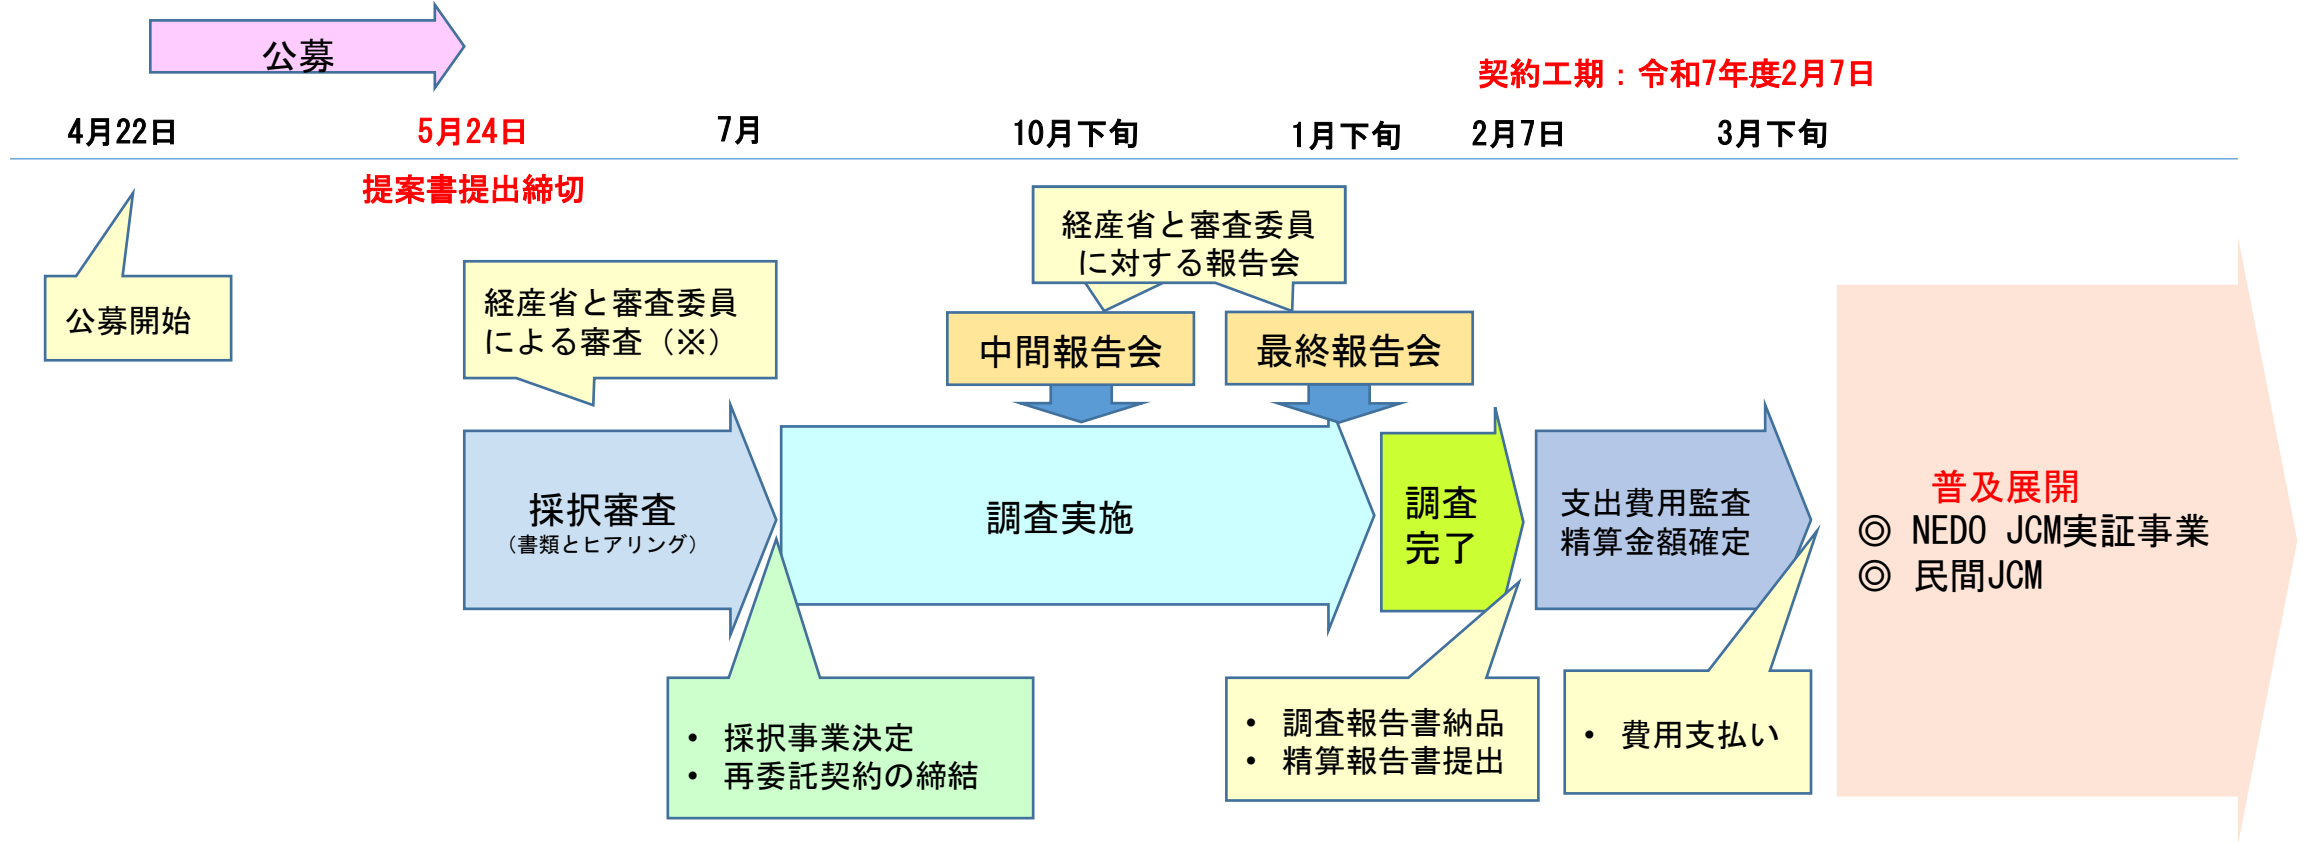 公募
契約工期：令和7年度2月7日
4月22日
5月24日
7月
10月下旬
1月下旬
2月7日
3月下旬
提案書提出締切
公募開始
経産省と審査委員
による審査（※）
経産省と審査委員
に対する報告会
中間報告会
最終報告会
採択審査
（書類とヒアリング）
調査実施
調査
完了
支出費用監査
精算金額確定
普及展開
◎ NEDO JCM実証事業
◎ 民間JCM
• 採択事業決定
• 再委託契約の締結
• 調査報告書納品
• 精算報告書提出
• 費用支払い